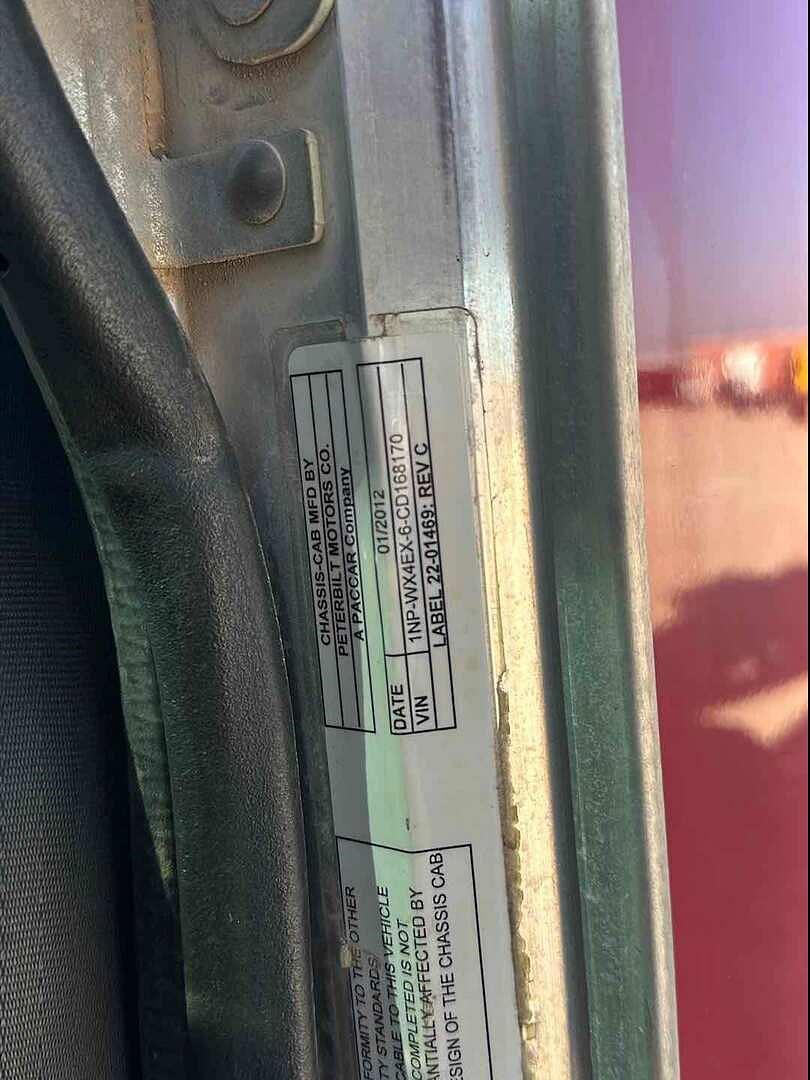 CHASSIS-CAB MFD BY
PETERBILT MOTORS CO.
A PACCAR Company
DATE 01/2012
VIN 1NP-WX4EX-6-CD168170
LABEL 22-01469: REV C
FORMITY TO THE OTHER
TY STANDARDS
CABLE TO THIS VEHICLE
COMPLETED IS NOT
ANTIALLY AFFECTED BY
ESIGN OF THE CHASSIS CAB